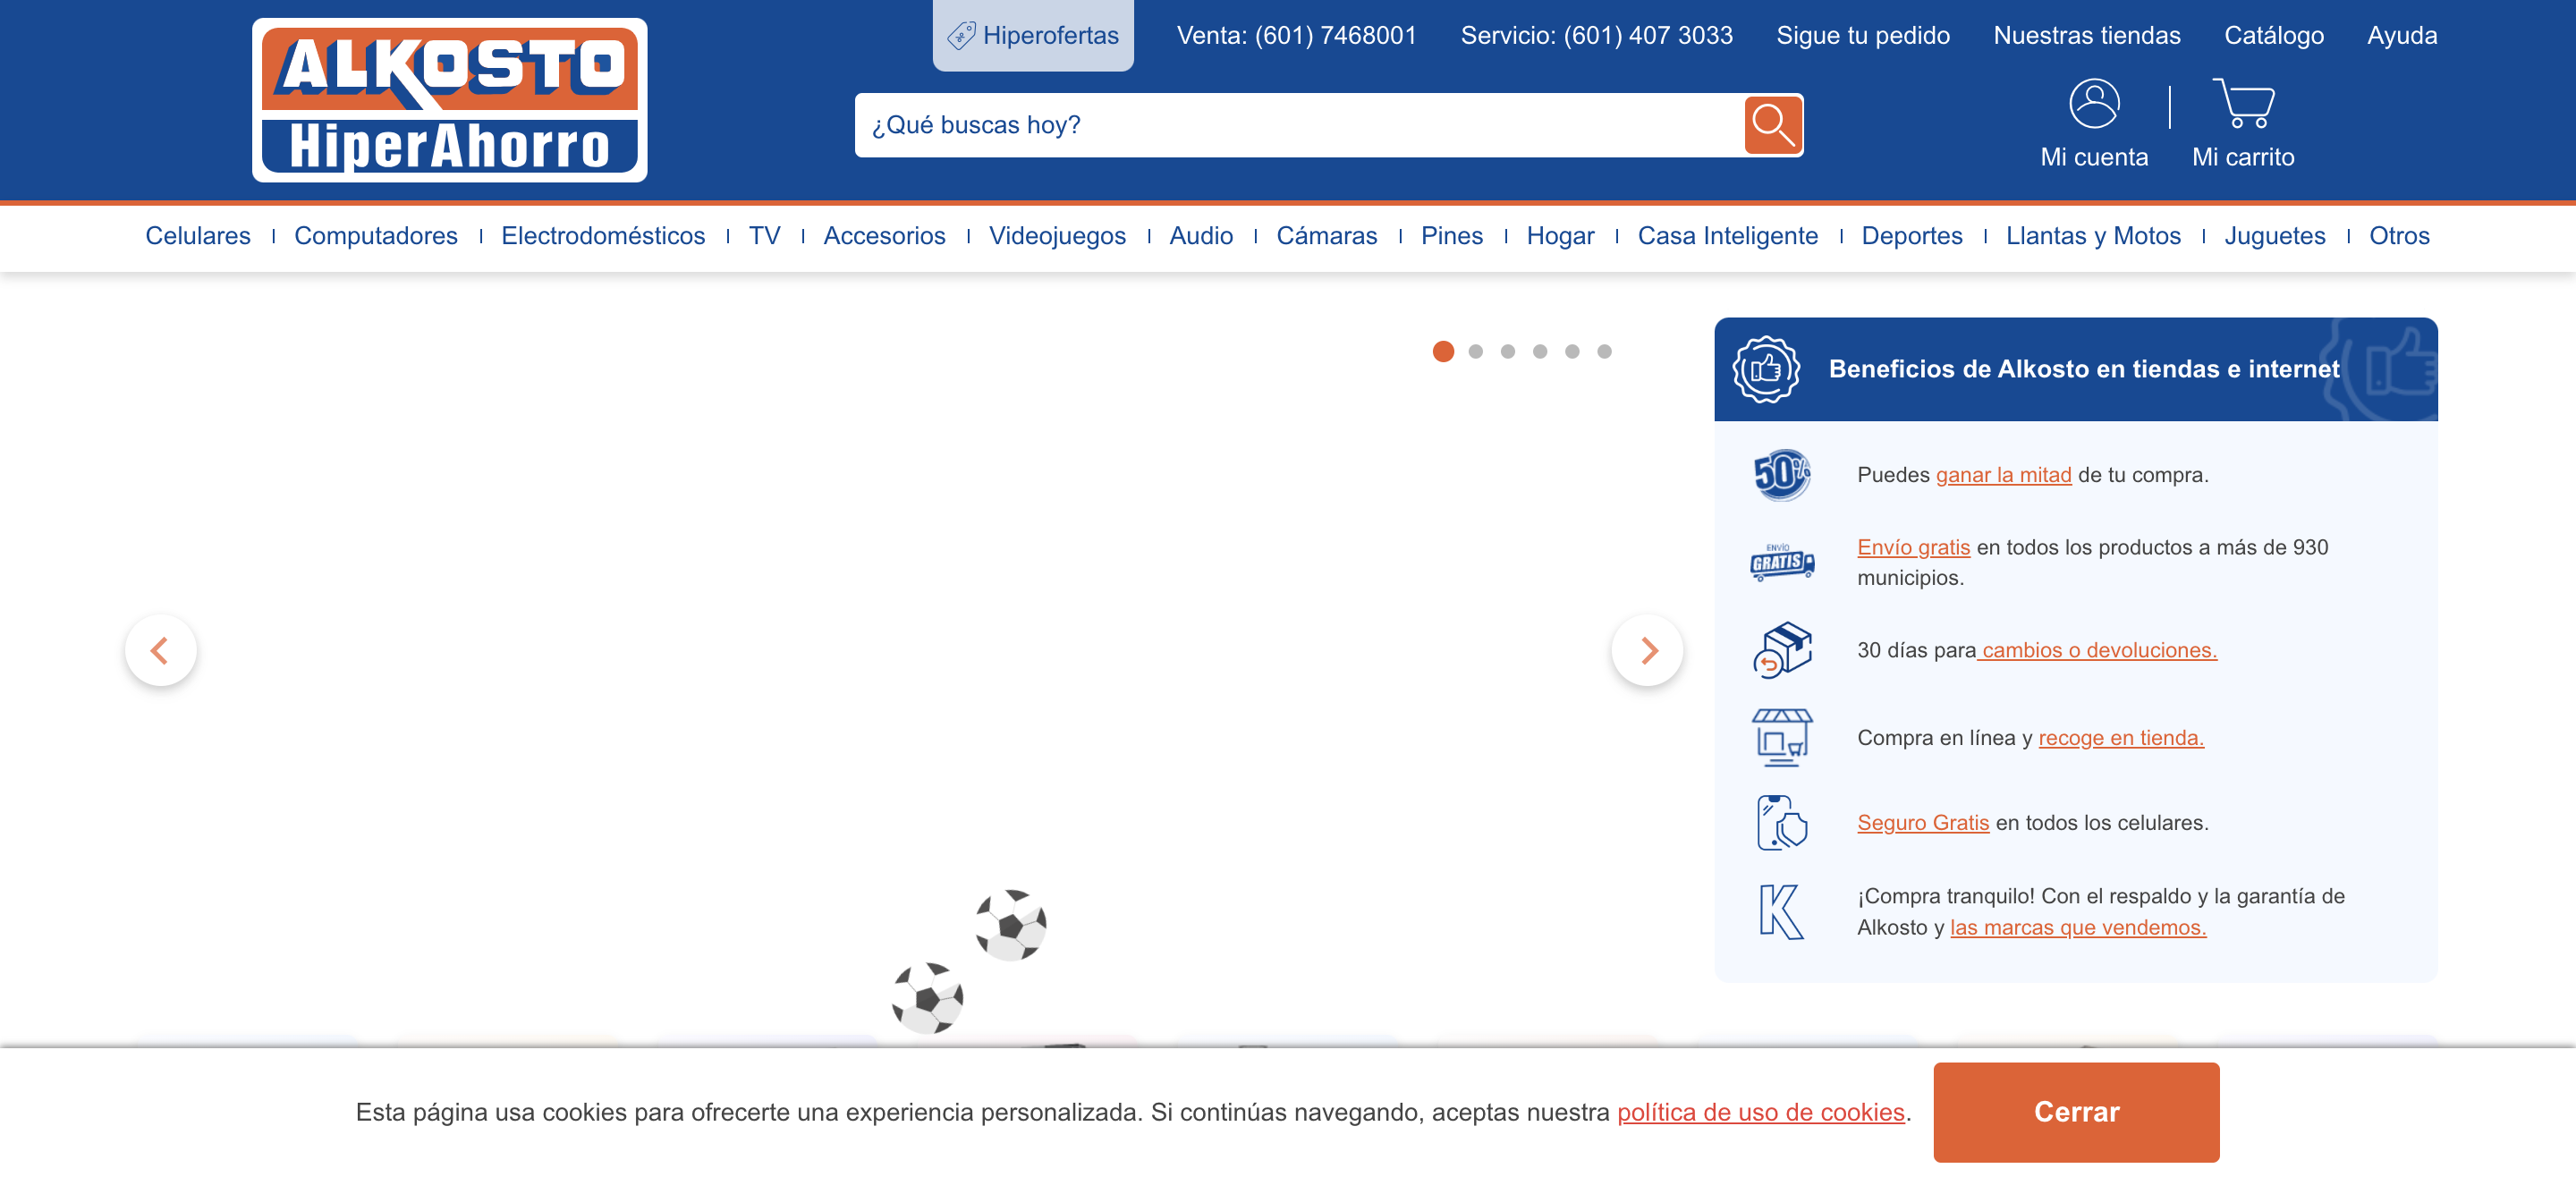 ALKOSTO
HiperAhorro
Hiperofertas
Venta: (601) 7468001
Servicio: (601) 407 3033
Sigue tu pedido
Nuestras tiendas
Catálogo
Ayuda
¿Qué buscas hoy?
Mi cuenta
Mi carrito
Celulares
Computadores
Electrodomésticos
TV
Accesorios
Videojuegos
Audio
Cámaras
Pines
Hogar
Casa Inteligente
Deportes
Llantas y Motos
Juguetes
Otros
Beneficios de Alkosto en tiendas e internet
50%
Puedes ganar la mitad de tu compra.
ENVÍO
GRATIS
Envío gratis en todos los productos a más de 930
municipios.
30 días para cambios o devoluciones.
Compra en línea y recoge en tienda.
Seguro Gratis en todos los celulares.
K
¡Compra tranquilo! Con el respaldo y la garantía de
Alkosto y las marcas que vendemos.
Esta página usa cookies para ofrecerte una experiencia personalizada. Si continúas navegando, aceptas nuestra política de uso de cookies.
Cerrar